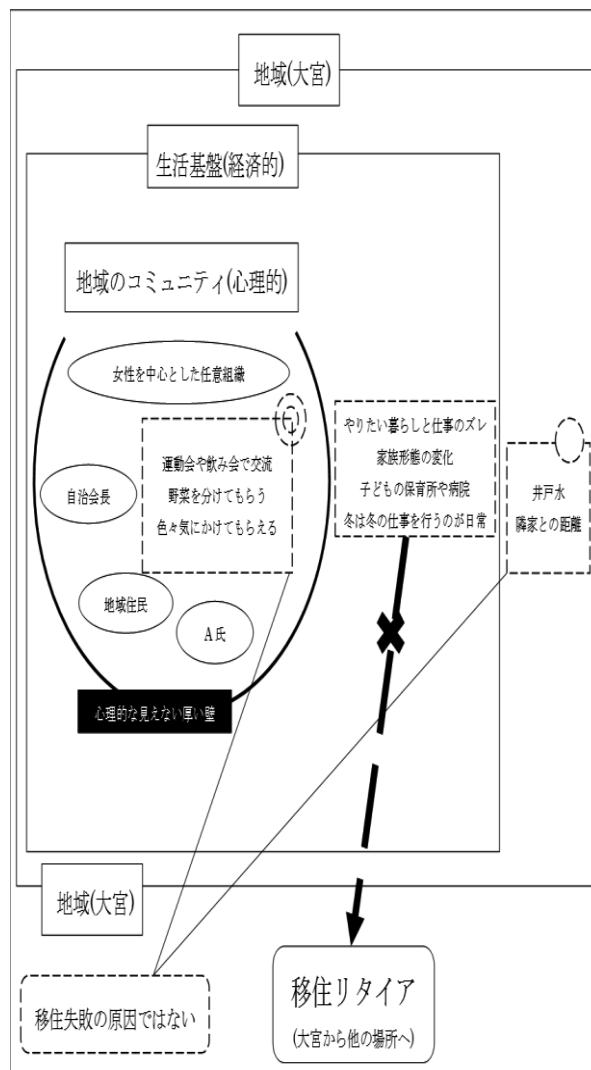 地域(大宮)
生活基盤(経済的)
地域のコミュニティ(心理的)
女性を中心とした任意組織
運動会や飲み会で交流
野菜を分けてもらう
色々気にかけてもらえる
自治会長
地域住民
A氏
心理的な見えない厚い壁
やりたい暮らしと仕事のズレ
家族形態の変化
子どもの保育所や病院
冬は冬の仕事を行うのが日常
井戸水
隣家との距離
地域(大宮)
移住失敗の原因ではない
移住リタイア
(大宮から他の場所へ)